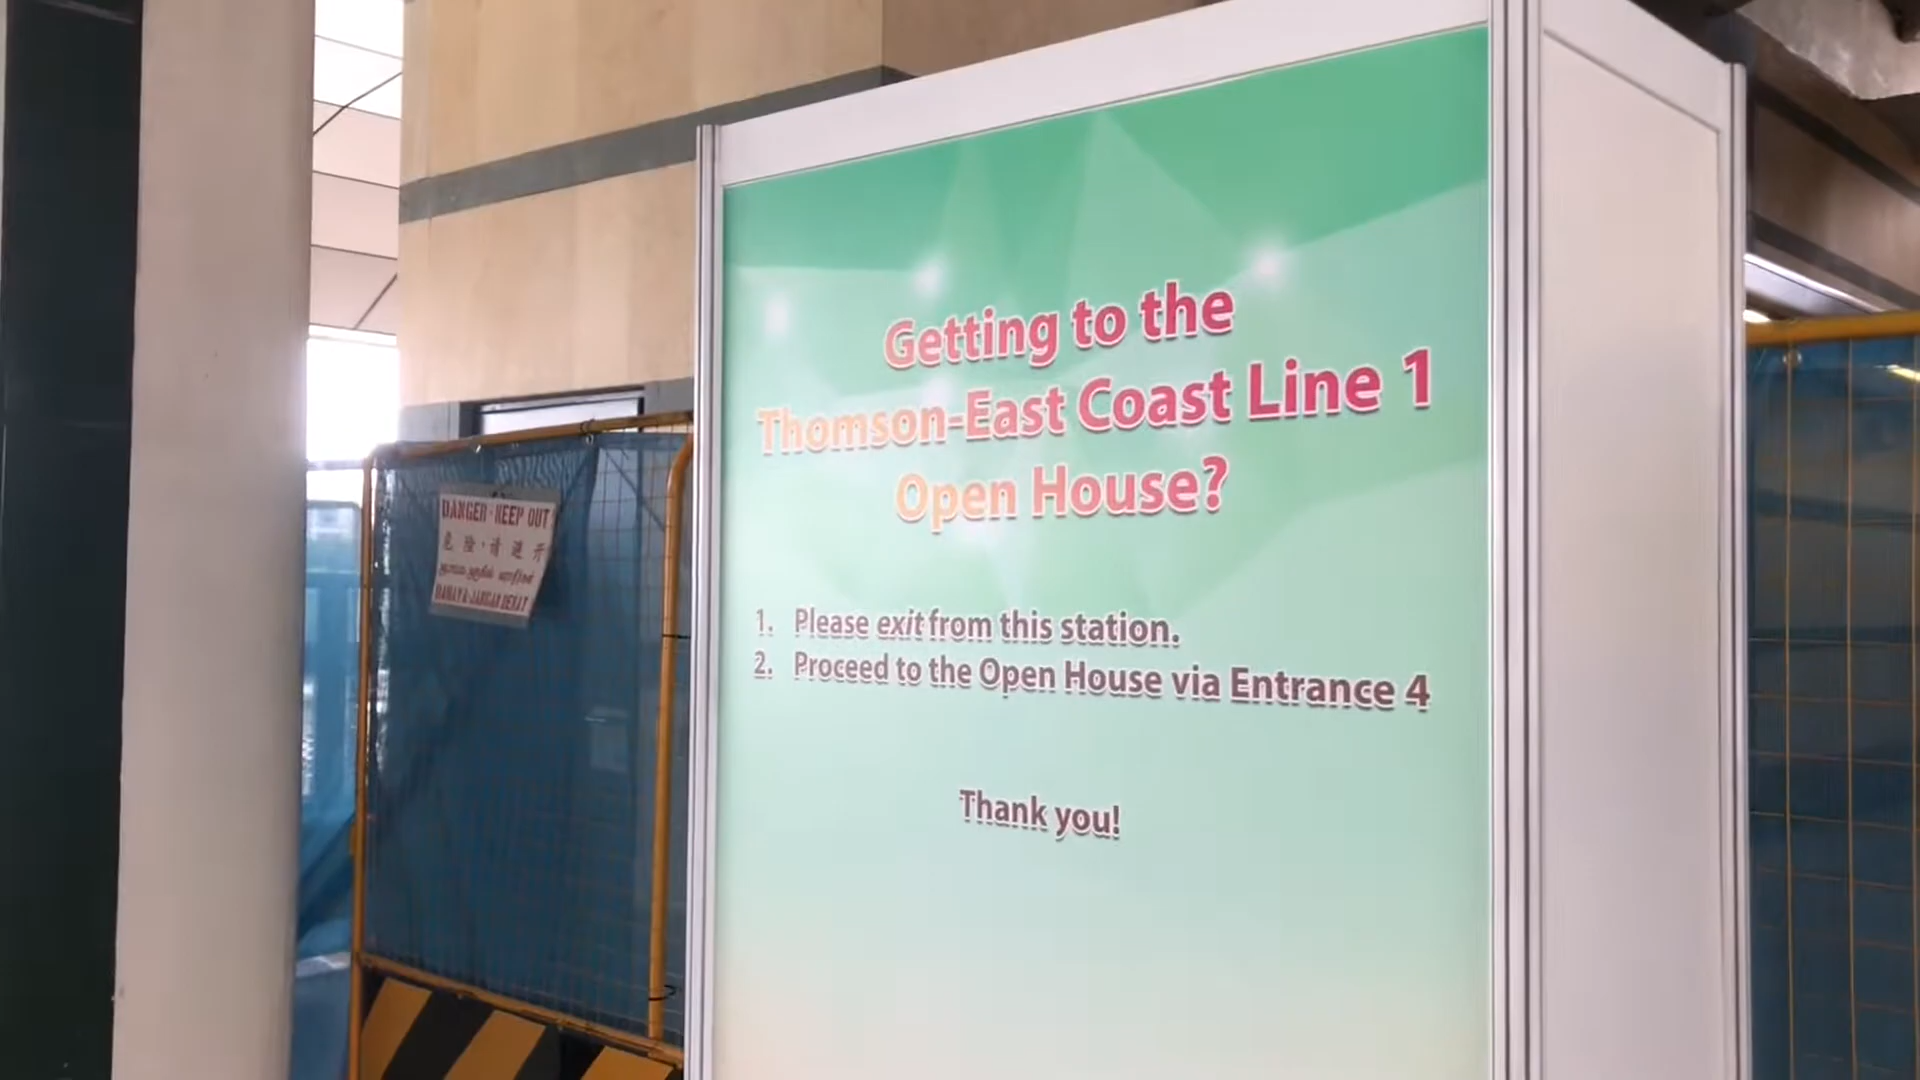 Getting to the
Thomson-East Coast Line 1
Open House?
1. Please exit from this station.
2. Proceed to the Open House via Entrance 4
Thank you!
DANGER · KEEP OUT
危 险 · 请 避 开
BAHAYA · JANGAN DEKAT